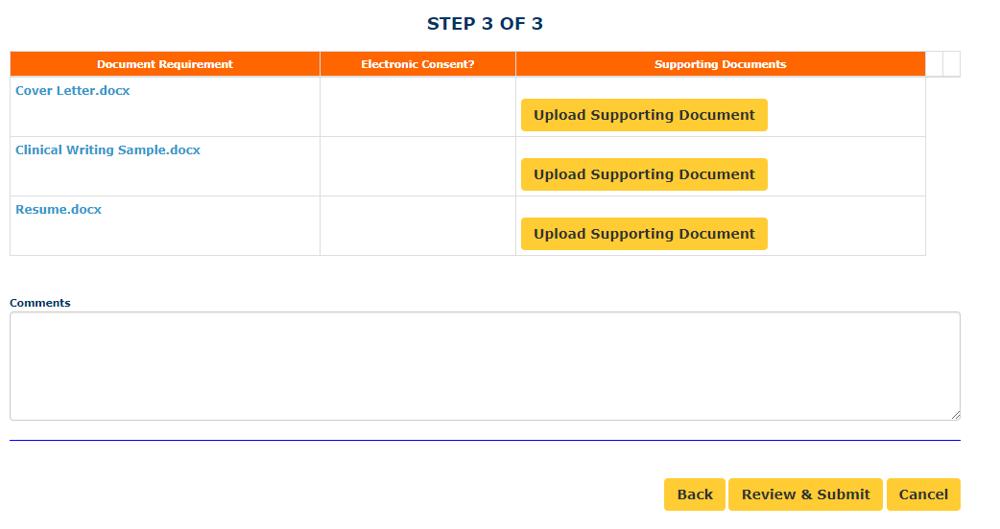 STEP 3 OF 3
Document Requirement Electronic Consent? Supporting Documents
Cover Letter.docx
Upload Supporting Document
Clinical Writing Sample.docx
Upload Supporting Document
Resume.docx
Upload Supporting Document
Comments
Back Review & Submit Cancel